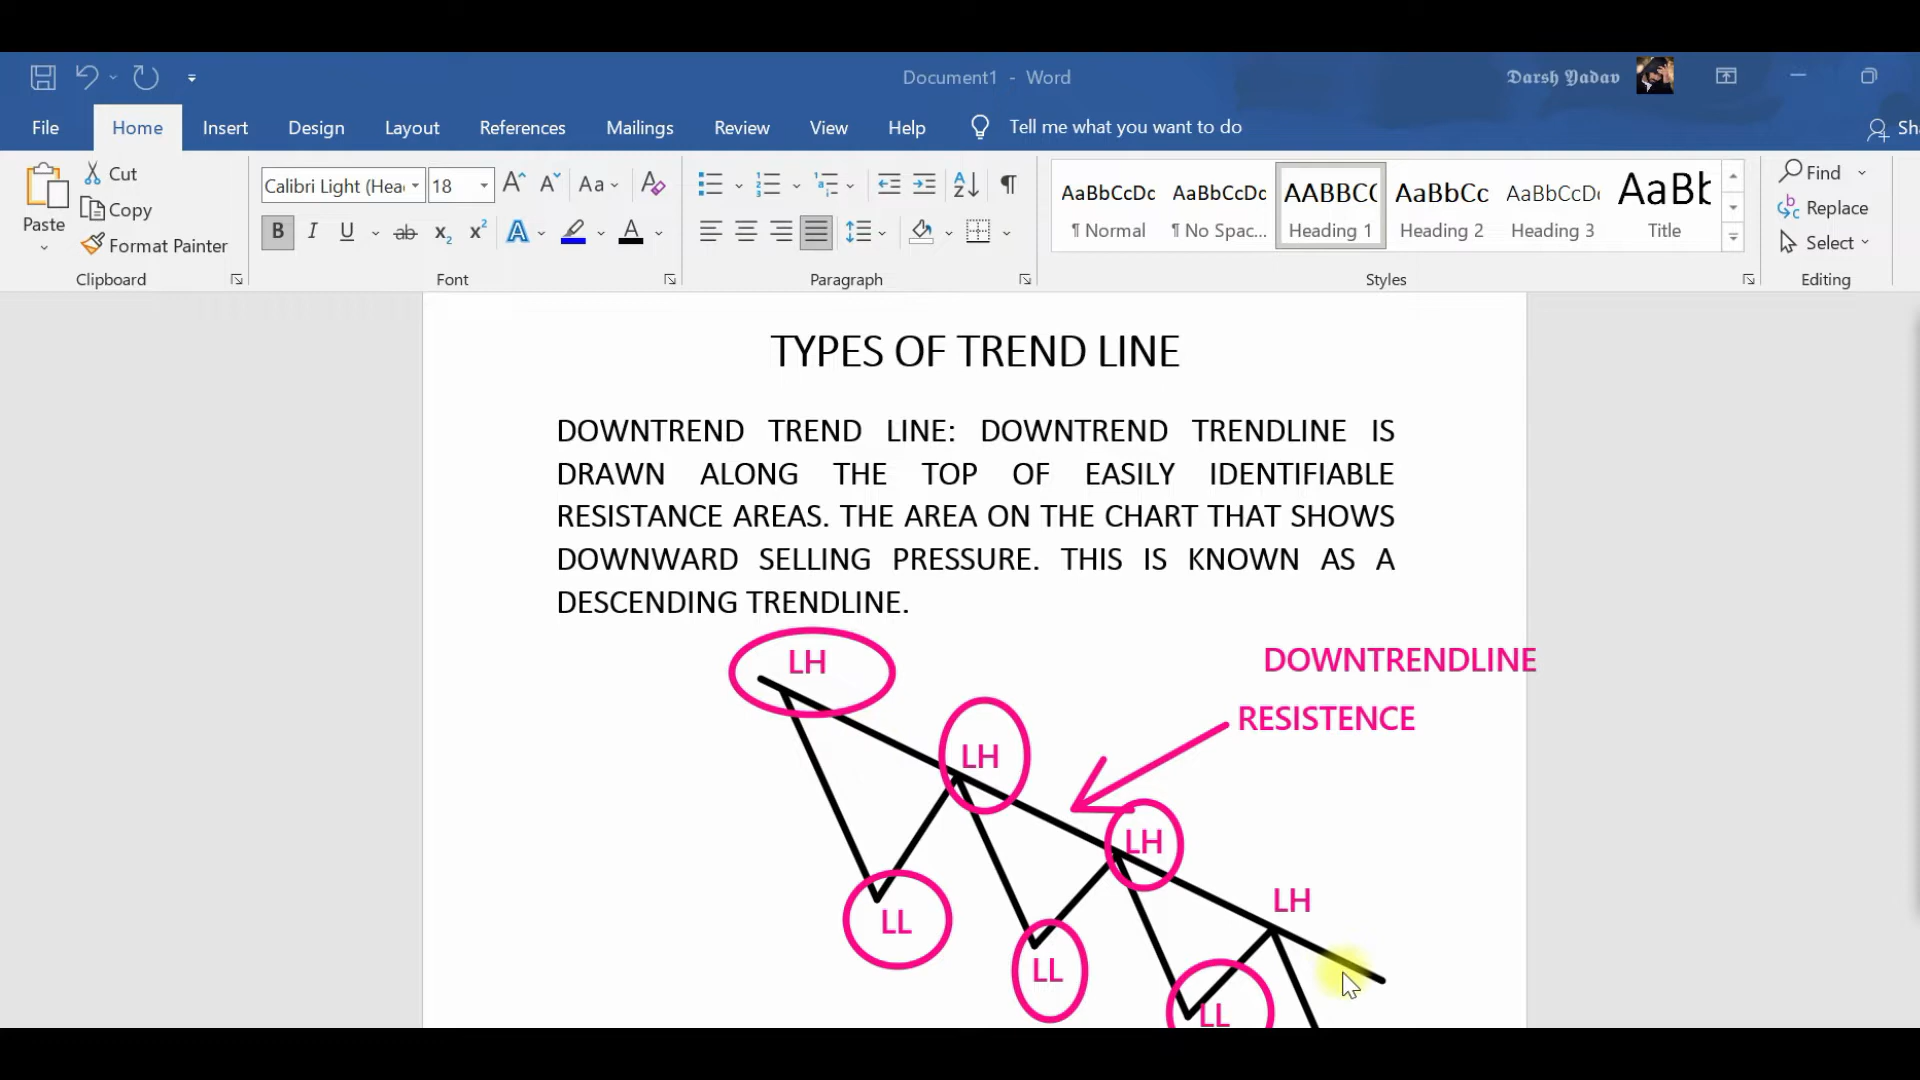 Document1 - Word
Darsh Yadav
File Home Insert Design Layout References Mailings Review View Help Tell me what you want to do
Paste
Cut
Copy
Format Painter
Clipboard
Calibri Light (Hea 18
Aa
B I U ab x₂ x² A A
Font
Paragraph
AaBbCcDc AaBbCcDc AABBC( AaBbCc AaBbCcD AaBb
¶ Normal ¶ No Spac... Heading 1 Heading 2 Heading 3 Title
Styles
Find
Replace
Select
Editing
TYPES OF TREND LINE
DOWNTREND TREND LINE: DOWNTREND TRENDLINE IS
DRAWN ALONG THE TOP OF EASILY IDENTIFIABLE
RESISTANCE AREAS. THE AREA ON THE CHART THAT SHOWS
DOWNWARD SELLING PRESSURE. THIS IS KNOWN AS A
DESCENDING TRENDLINE.
LH
DOWNTRENDLINE
RESISTENCE
LH
LH
LH
LL
LL
LL